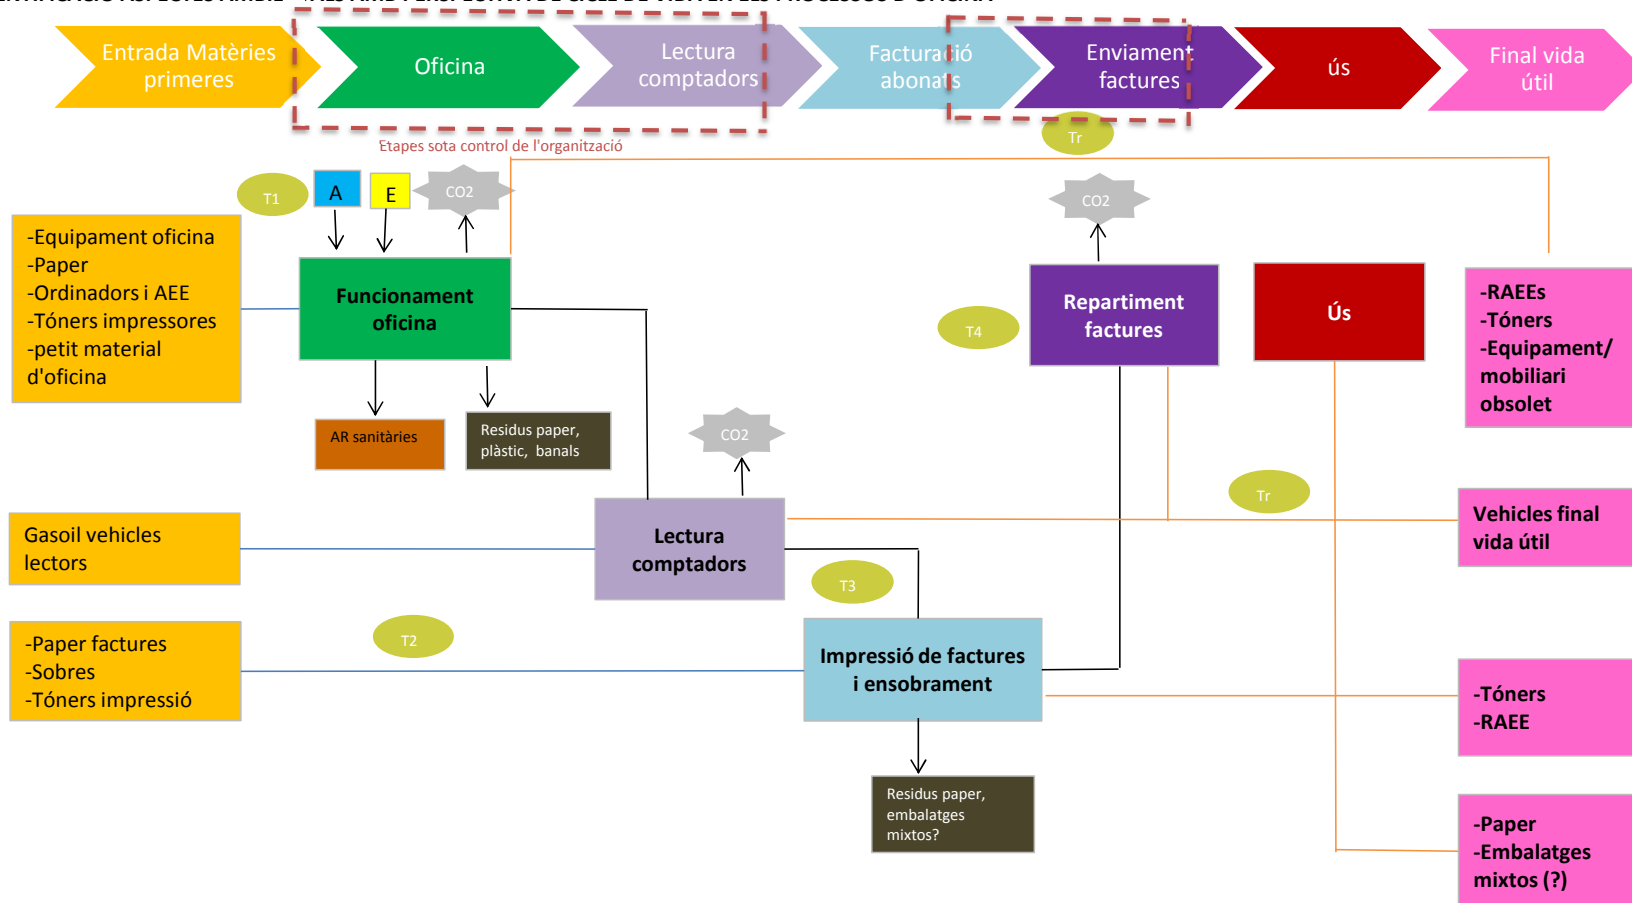 Entrada Matèries
primeres
Oficina
Lectura
comptadors
Facturació
abonats
Enviament
factures
ús
Final vida
útil
Etapes sota control de l'organització
Tr
T1
A
E
CO2
CO2
-Equipament oficina
-Paper
-Ordinadors i AEE
-Tóners impressores
-petit material
d'oficina
Funcionament
oficina
Repartiment
factures
T4
Ús
-RAEEs
-Tóners
-Equipament/
mobiliari
obsolet
AR sanitàries
Residus paper,
plàstic, banals
CO2
Tr
Gasoil vehicles
lectors
Lectura
comptadors
Vehicles final
vida útil
T3
T2
-Paper factures
-Sobres
-Tóners impressió
Impressió de factures
i ensobrament
-Tóners
-RAEE
Residus paper,
embalatges
mixtos?
-Paper
-Embalatges
mixtos (?)